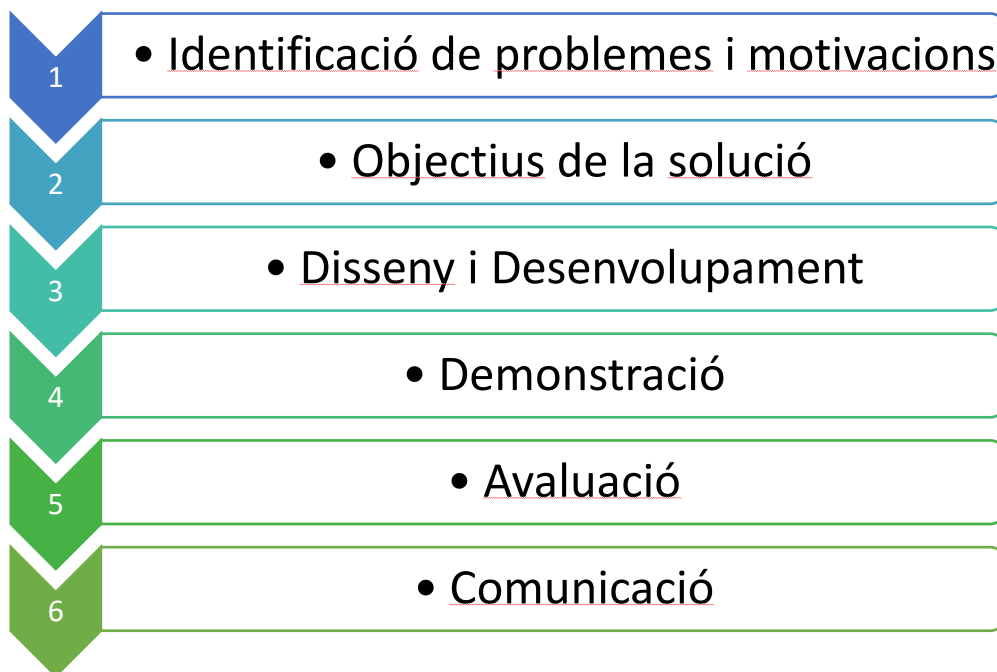 1
• Identificació de problemes i motivacions
2
• Objectius de la solució
3
• Disseny i Desenvolupament
4
• Demonstració
5
• Avaluació
6
• Comunicació